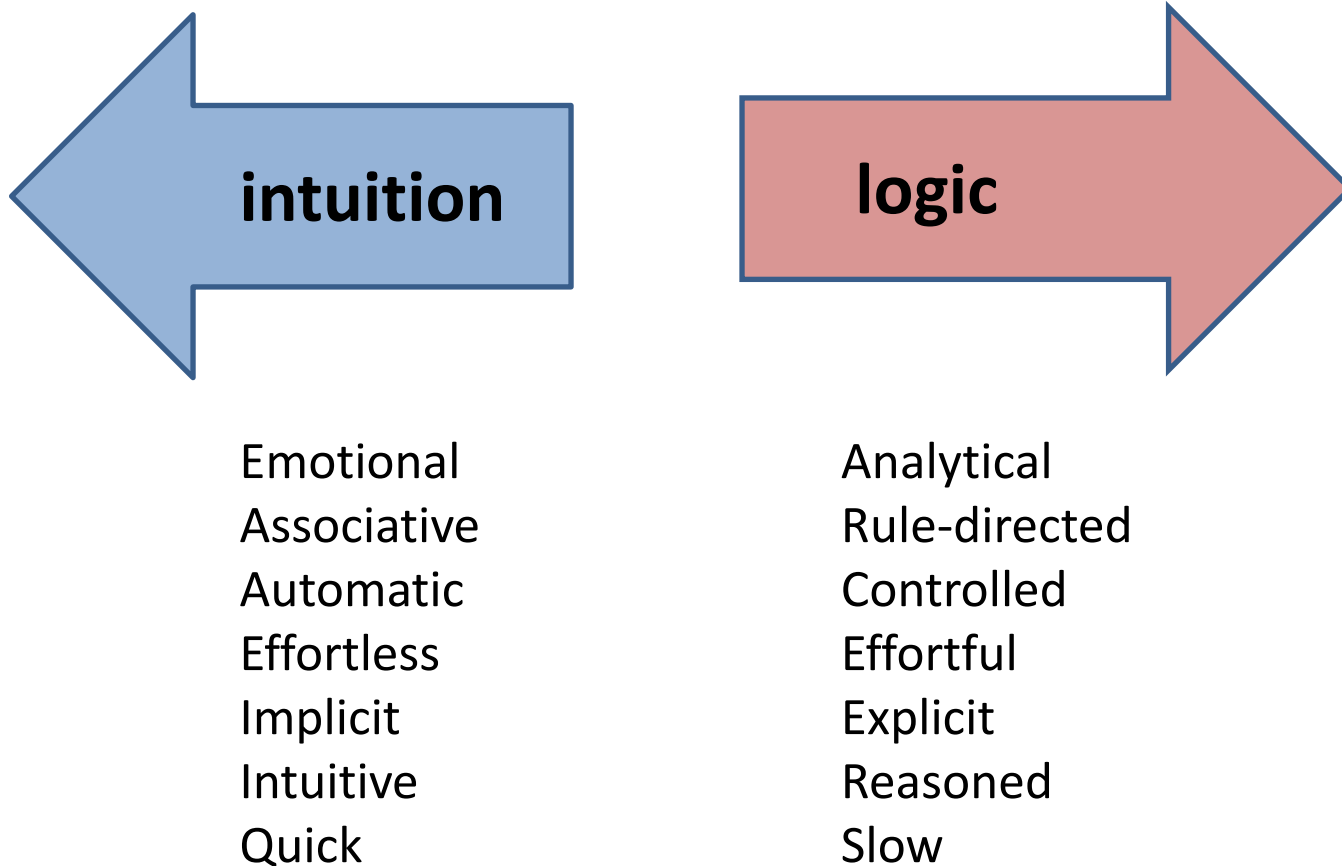 intuition
logic
Emotional
Associative
Automatic
Effortless
Implicit
Intuitive
Quick
Analytical
Rule-directed
Controlled
Effortful
Explicit
Reasoned
Slow